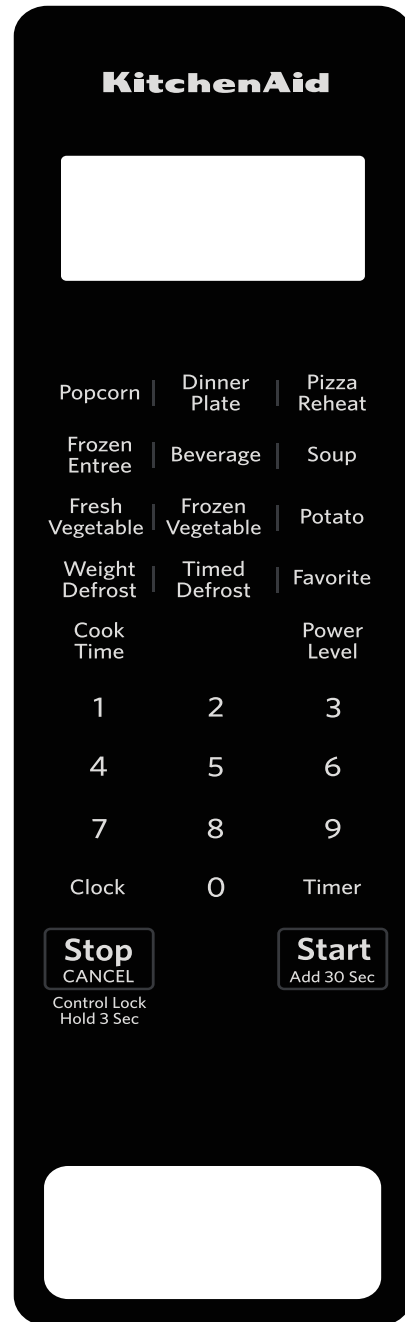 KitchenAid
Popcorn
Dinner
Plate
Pizza
Reheat
Frozen
Entree
Beverage
Soup
Fresh
Vegetable
Frozen
Vegetable
Potato
Weight
Defrost
Timed
Defrost
Favorite
Cook
Time
Power
Level
1 2 3
4 5 6
7 8 9
Clock 0 Timer
Stop
CANCEL
Start
Add 30 Sec
Control Lock
Hold 3 Sec